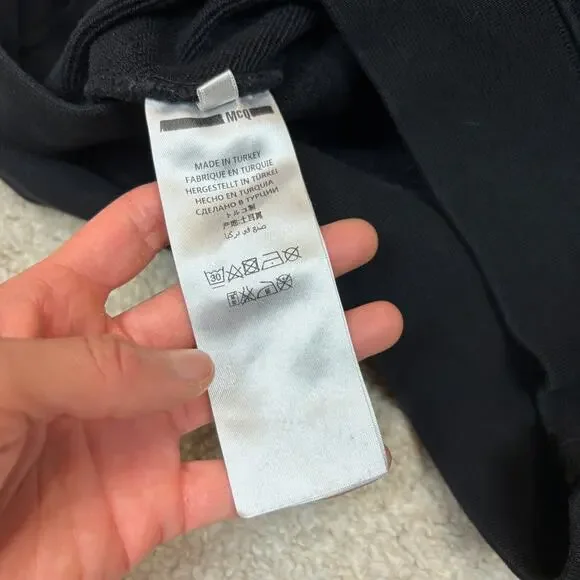 McQ
MADE IN TURKEY
FABRIQUE EN TURQUIE
HERGESTELLT IN TÜRKEI
HECHO EN TURQUIA
СДЕЛАНО В ТУРЦИИ
トルコ製
产地:土耳其
صنع في تركيا
30